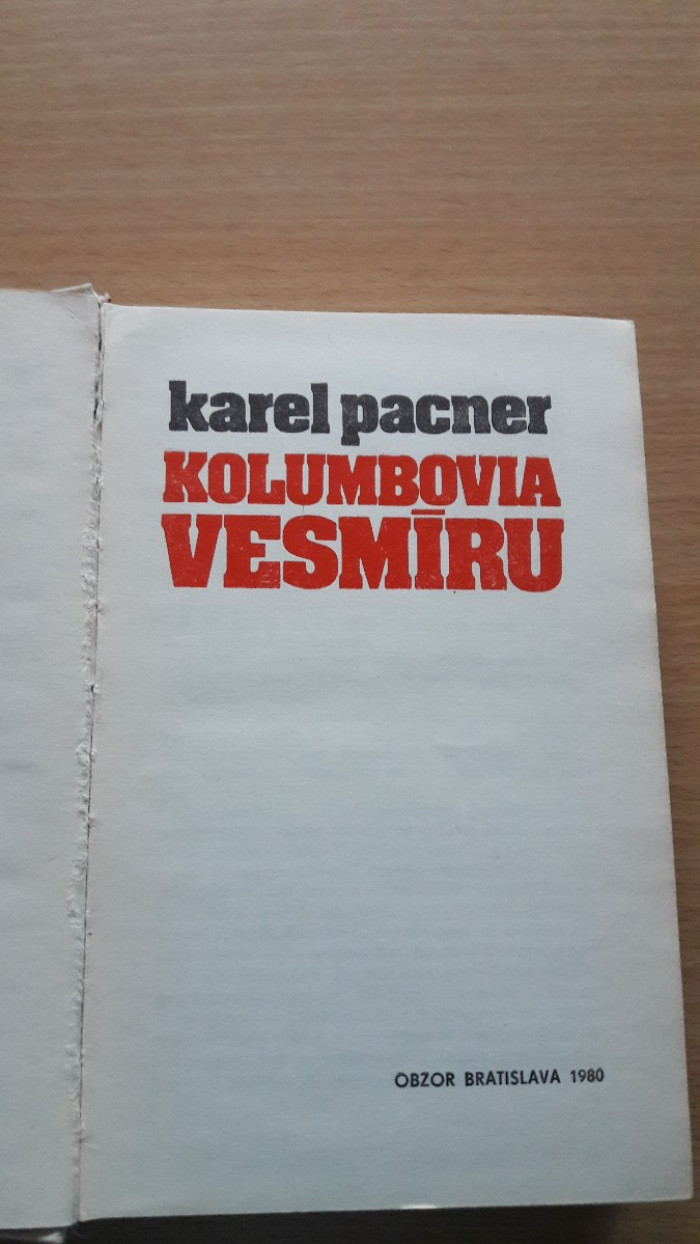 karel pacner
KOLUMBOVIA
VESMÍRU
OBZOR BRATISLAVA 1980